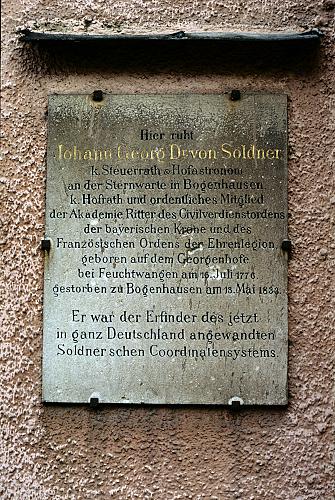 Hier ruht
Johann Georg Dr. von Soldner
k. Steuerrath & Hofastronom
an der Sternwarte in Bogenhausen
k. Hofrath und ordentliches Mitglied
der Akademie Ritter des Civilverdienstordens
der bayerischen Krone und des
Französischen Ordens der Ehrenlegion
geboren auf dem Georgenhofe
bei Feuchtwangen am 16. Juli 1776
gestorben zu Bogenhausen am 13. Mai 1833
Er war der Erfinder des jetzt
in ganz Deutschland angewandten
Soldner'schen Coordinatensystems.